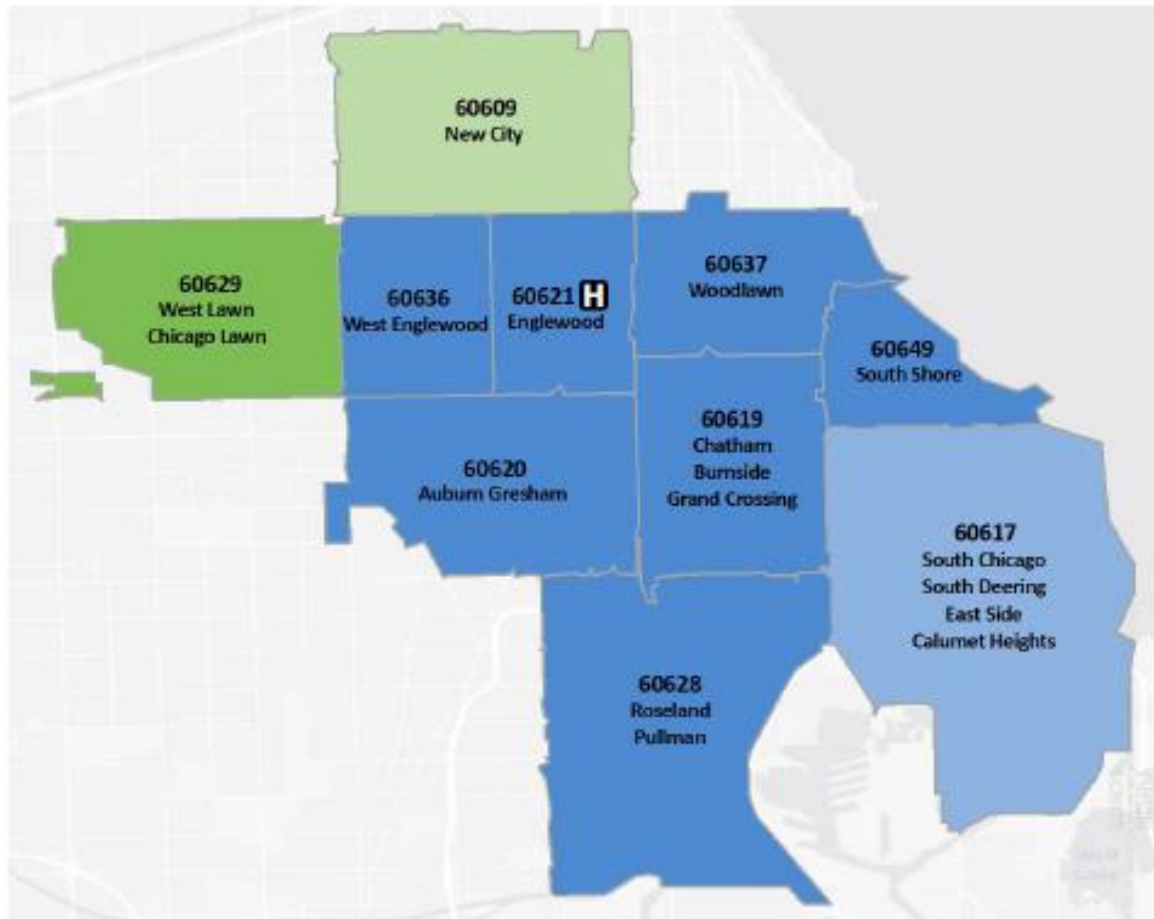 60609
New City
60629
West Lawn
Chicago Lawn
60636
West Englewood
60621 H
Englewood
60637
Woodlawn
60649
South Shore
60620
Auburn Gresham
60619
Chatham
Burnside
Grand Crossing
60617
South Chicago
South Deering
East Side
Calumet Heights
60628
Roseland
Pullman